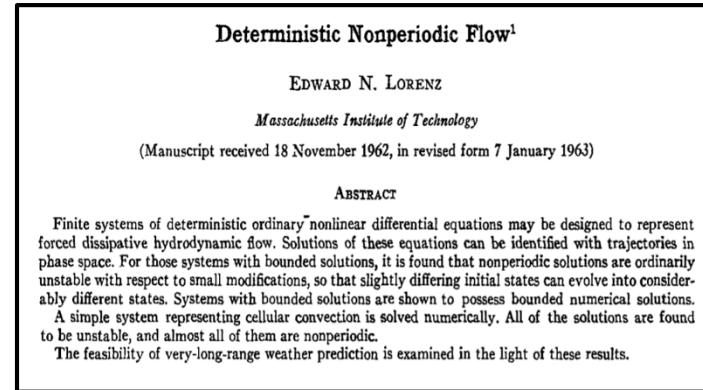 Deterministic Nonperiodic Flow¹
EDWARD N. LORENZ
Massachusetts Institute of Technology
(Manuscript received 18 November 1962, in revised form 7 January 1963)
ABSTRACT
Finite systems of deterministic ordinary nonlinear differential equations may be designed to represent
forced dissipative hydrodynamic flow. Solutions of these equations can be identified with trajectories in
phase space. For those systems with bounded solutions, it is found that nonperiodic solutions are ordinarily
unstable with respect to small modifications, so that slightly differing initial states can evolve into consider-
ably different states. Systems with bounded solutions are shown to possess bounded numerical solutions.
A simple system representing cellular convection is solved numerically. All of the solutions are found
to be unstable, and almost all of them are nonperiodic.
The feasibility of very-long-range weather prediction is examined in the light of these results.